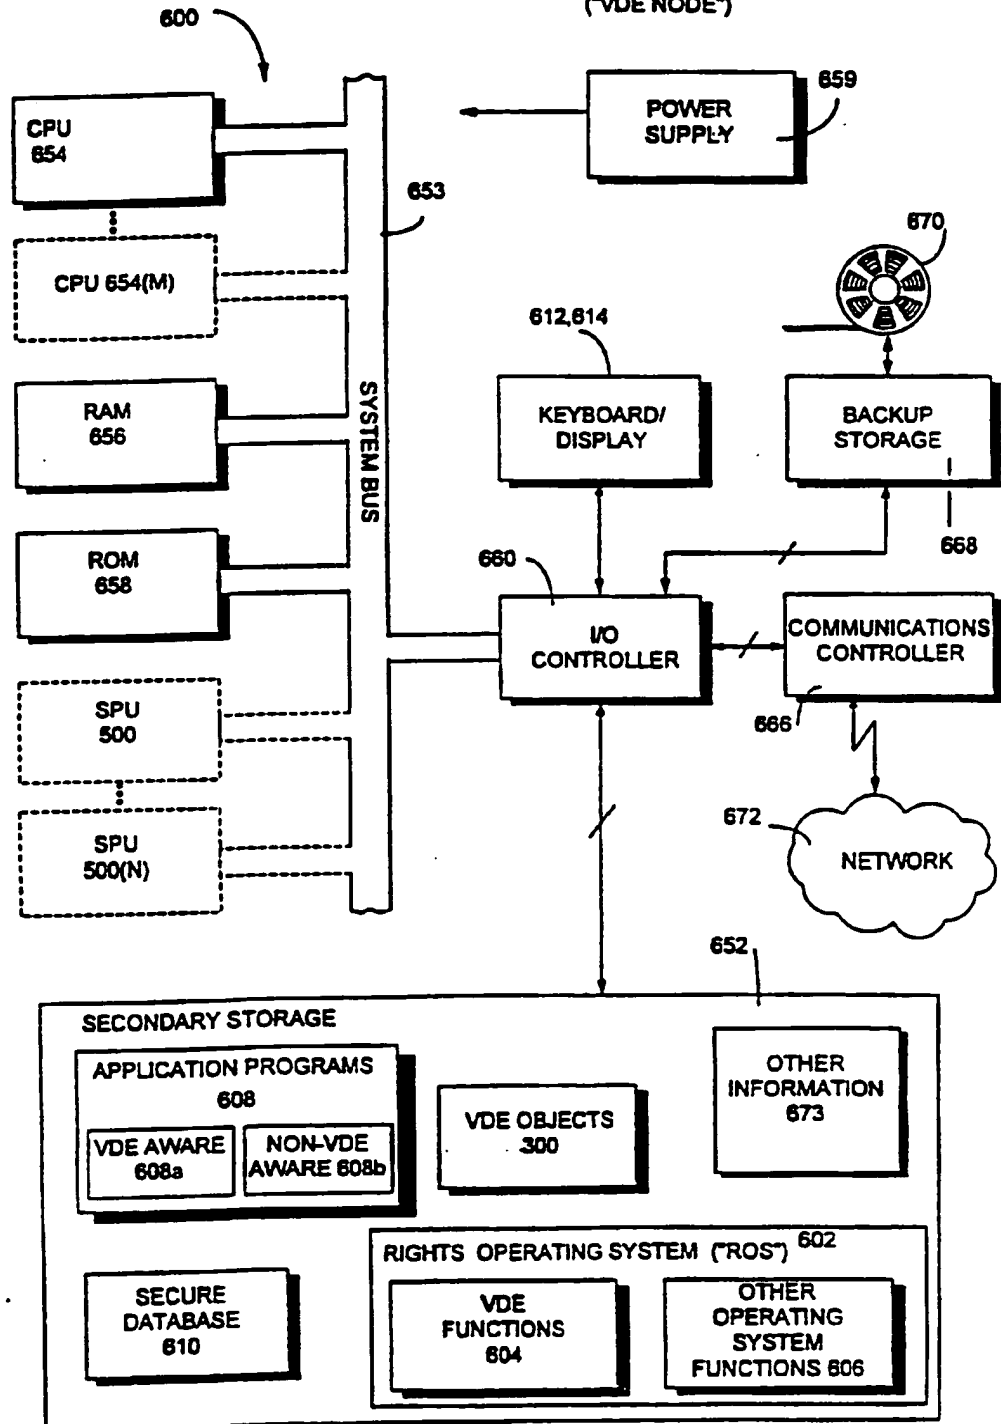 ("VDE NODE")
600
CPU
654
POWER
SUPPLY
659
653
670
CPU 654(M)
612,614
RAM
656
SYSTEM BUS
KEYBOARD/
DISPLAY
BACKUP
STORAGE
668
ROM
658
660
I/O
CONTROLLER
COMMUNICATIONS
CONTROLLER
666
SPU
500
SPU
500(N)
672
NETWORK
652
SECONDARY STORAGE
APPLICATION PROGRAMS
608
VDE AWARE
608a
NON-VDE
AWARE 608b
VDE OBJECTS
300
OTHER
INFORMATION
673
RIGHTS OPERATING SYSTEM ("ROS") 602
SECURE
DATABASE
610
VDE
FUNCTIONS
604
OTHER
OPERATING
SYSTEM
FUNCTIONS 606